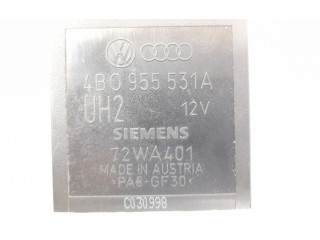 4B0 955 531A
UH2 12V
SIEMENS
72WA401
MADE IN AUSTRIA
>PA6-GF30<
C030998